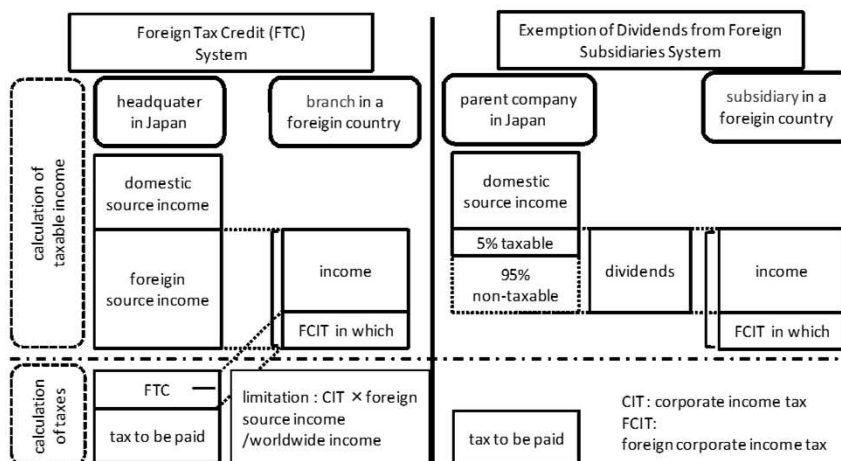 Foreign Tax Credit (FTC)
System
Exemption of Dividends from Foreign
Subsidiaries System
calculation of
taxable income
headquater
in Japan
branch in a
foreigin country
parent company
in Japan
subsidiary in a
foreigin country
domestic
source income
foreigin
source income
income
FCIT in which
domestic
source income
5% taxable
95%
non-taxable
dividends
income
FCIT in which
calculation
of taxes
FTC
tax to be paid
limitation : CIT × foreign
source income
/worldwide income
tax to be paid
CIT : corporate income tax
FCIT:
foreign corporate income tax